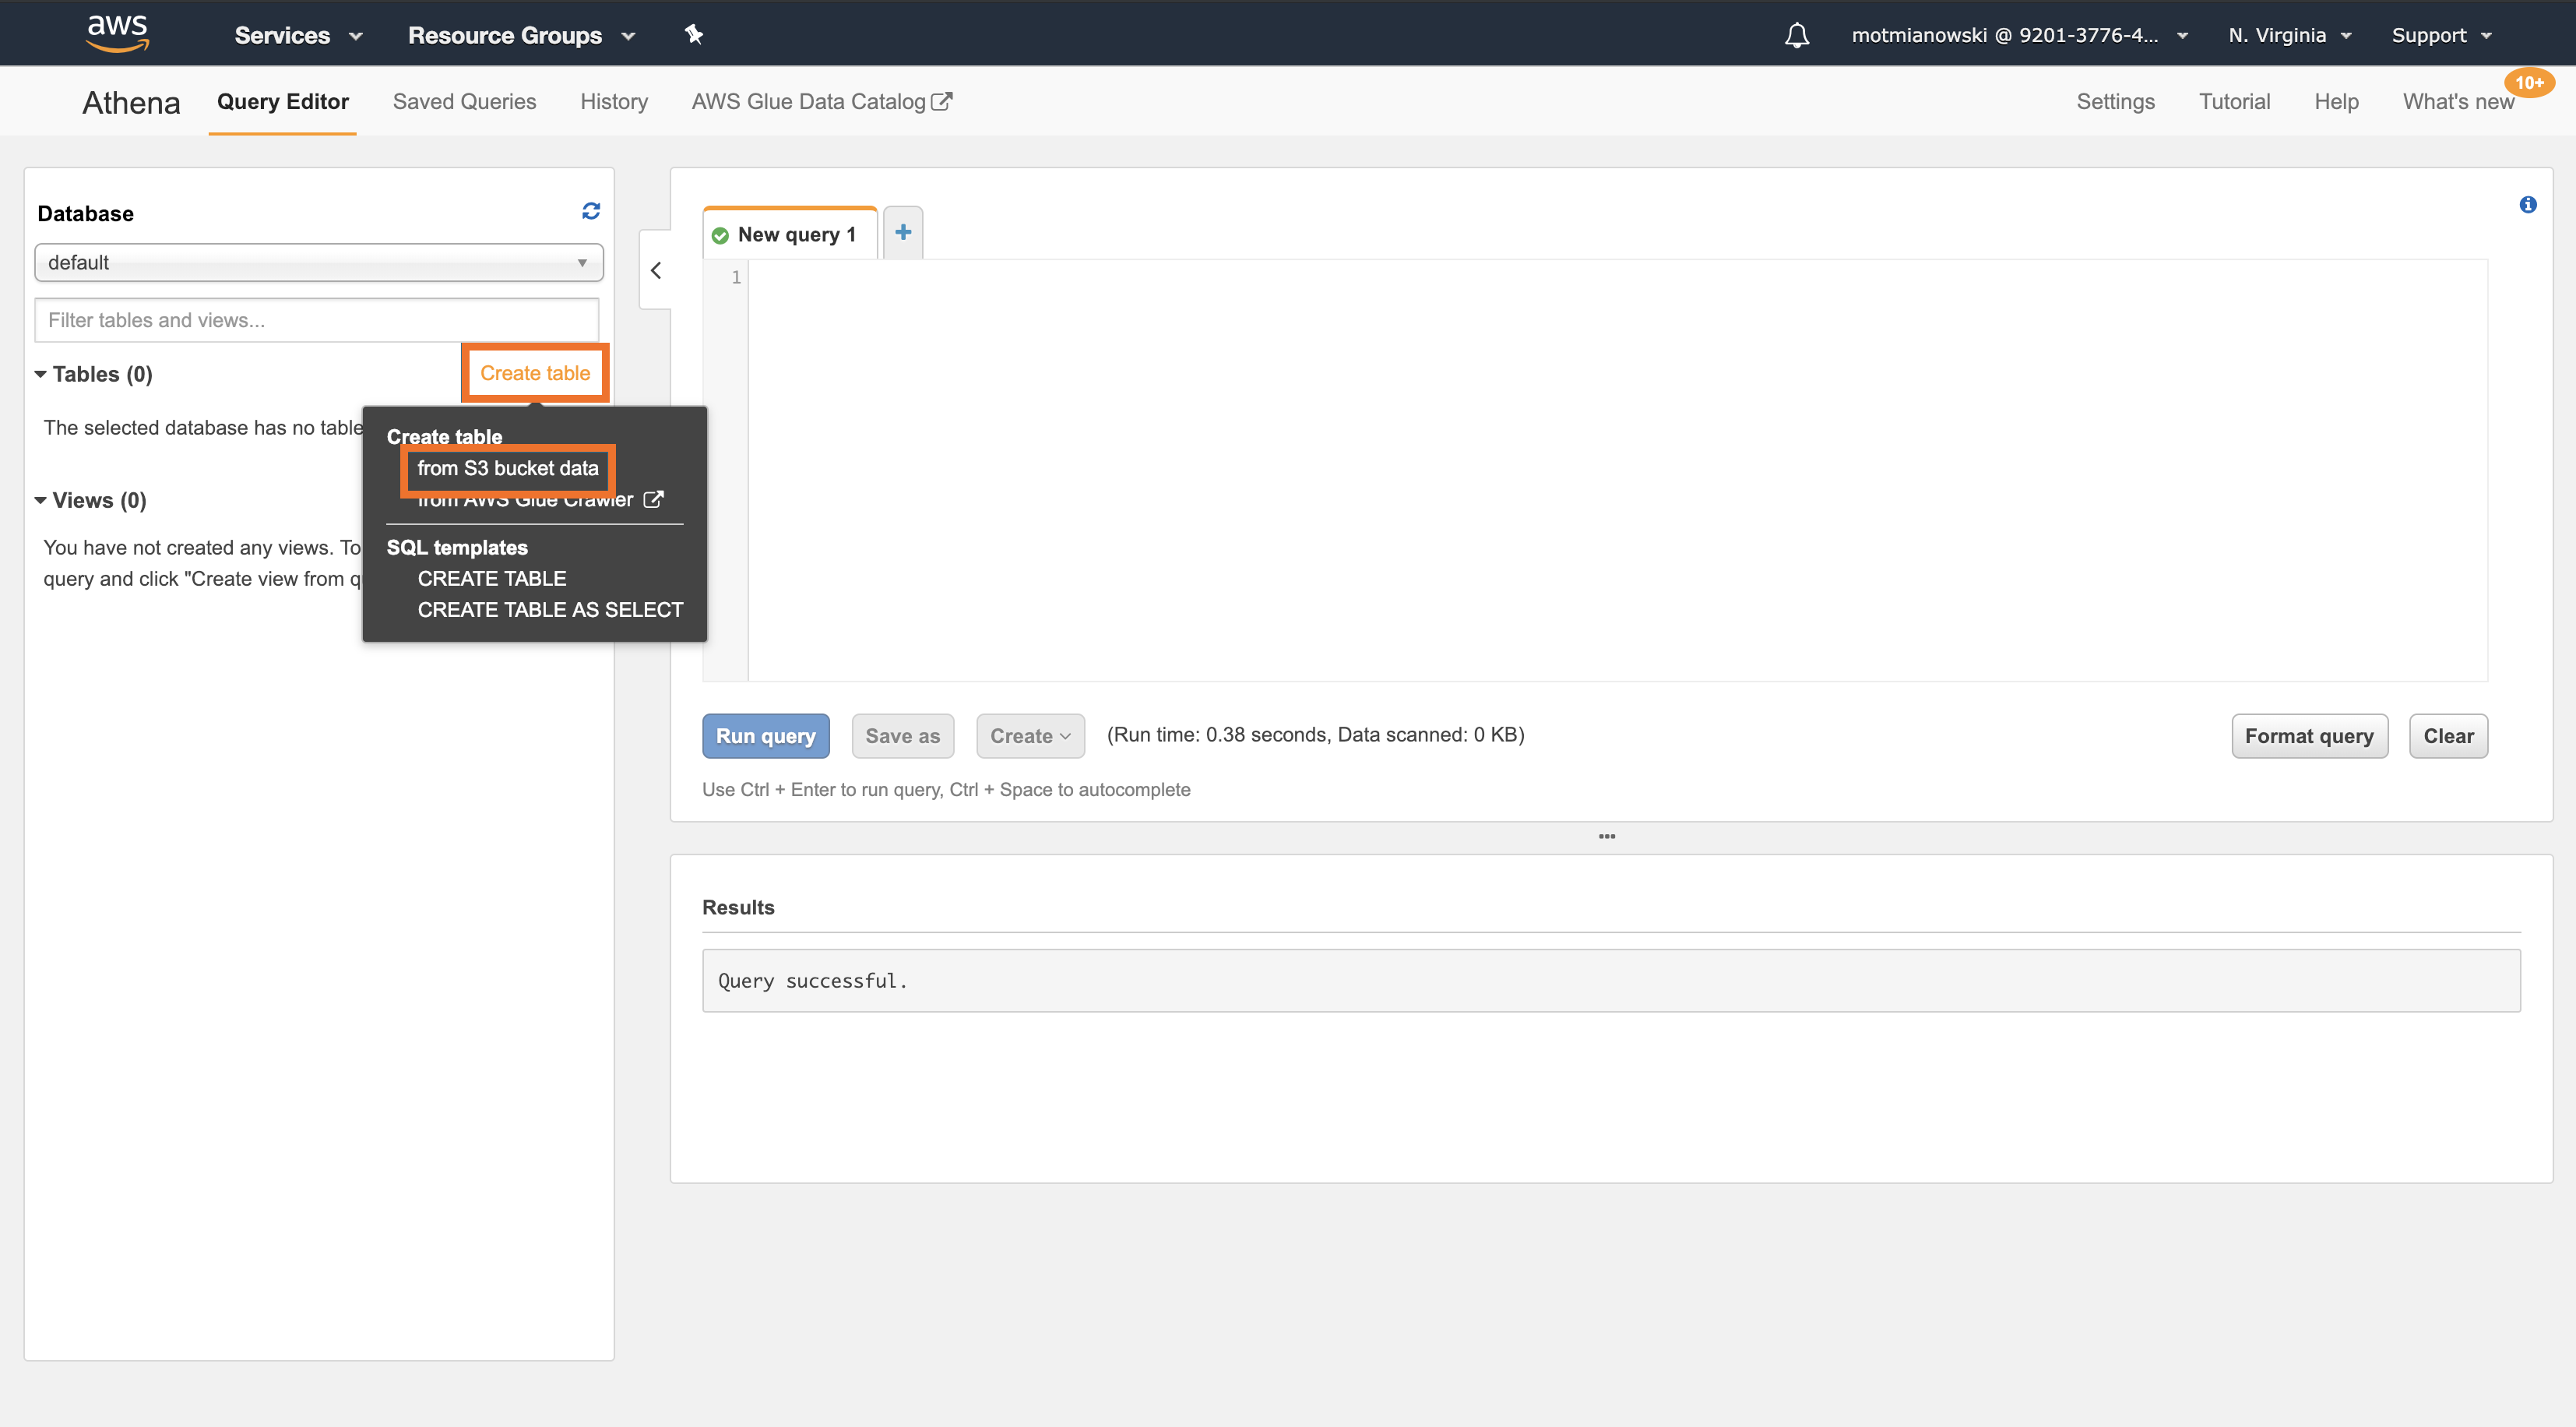 aws Services Resource Groups motmianowski @ 9201-3776-4... N. Virginia Support
Athena Query Editor Saved Queries History AWS Glue Data Catalog Settings Tutorial Help What's new 10+
Database
default
Filter tables and views...
Tables (0) Create table
The selected database has no table
Create table
from S3 bucket data
from AWS Glue Crawler
SQL templates
CREATE TABLE
CREATE TABLE AS SELECT
Views (0)
You have not created any views. To
query and click "Create view from q
New query 1 +
1
Run query Save as Create (Run time: 0.38 seconds, Data scanned: 0 KB) Format query Clear
Use Ctrl + Enter to run query, Ctrl + Space to autocomplete
Results
Query successful.